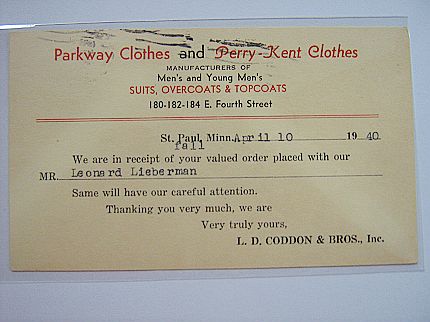 Parkway Clothes and Perry-Kent Clothes
MANUFACTURERS OF
Men's and Young Men's
SUITS, OVERCOATS & TOPCOATS
180-182-184 E. Fourth Street
St. Paul, Minn. April 10 1940
fall
We are in receipt of your valued order placed with our
MR. Leonard Lieberman
Same will have our careful attention.
Thanking you very much, we are
Very truly yours,
L. D. CODDON & BROS., Inc.